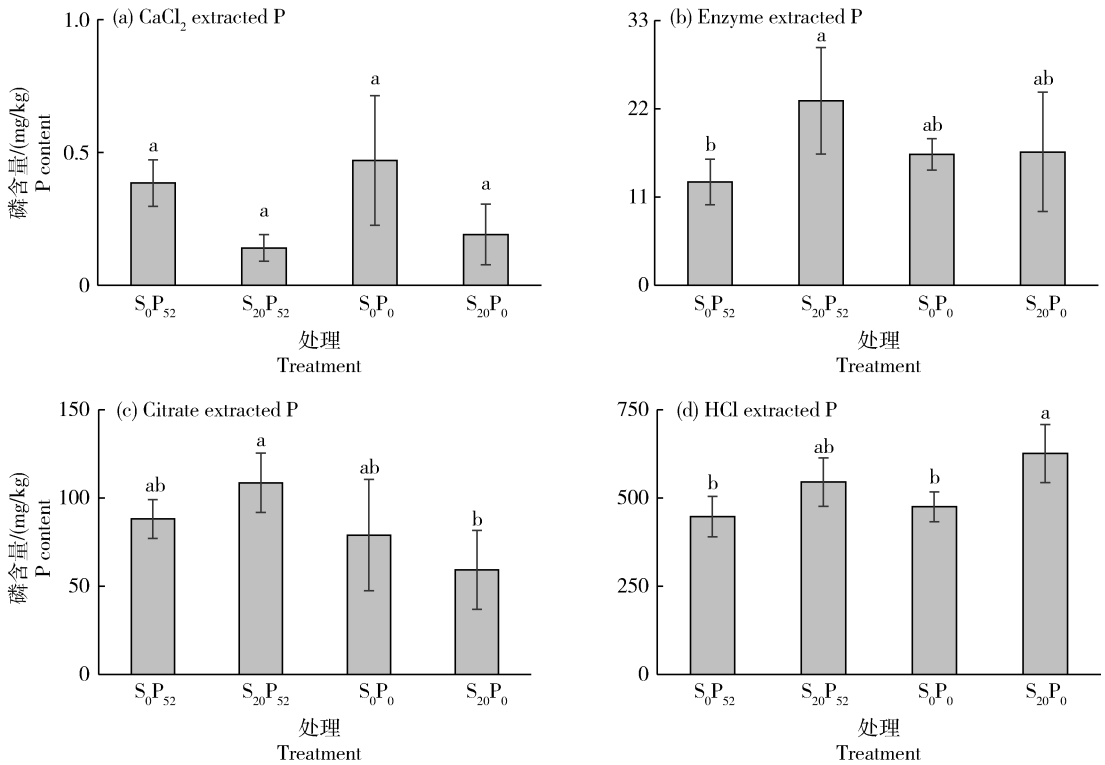 (a) CaCl₂ extracted P
磷含量/(mg/kg)
P content
1.0
0.5
0
a
a
a
a
S₀P₅₂
S₂₀P₅₂
S₀P₀
S₂₀P₀
处理
Treatment
(b) Enzyme extracted P
33
22
11
0
b
a
ab
ab
S₀P₅₂
S₂₀P₅₂
S₀P₀
S₂₀P₀
处理
Treatment
(c) Citrate extracted P
磷含量/(mg/kg)
P content
150
100
50
0
ab
a
ab
b
S₀P₅₂
S₂₀P₅₂
S₀P₀
S₂₀P₀
处理
Treatment
(d) HCl extracted P
750
500
250
0
b
ab
b
a
S₀P₅₂
S₂₀P₅₂
S₀P₀
S₂₀P₀
处理
Treatment